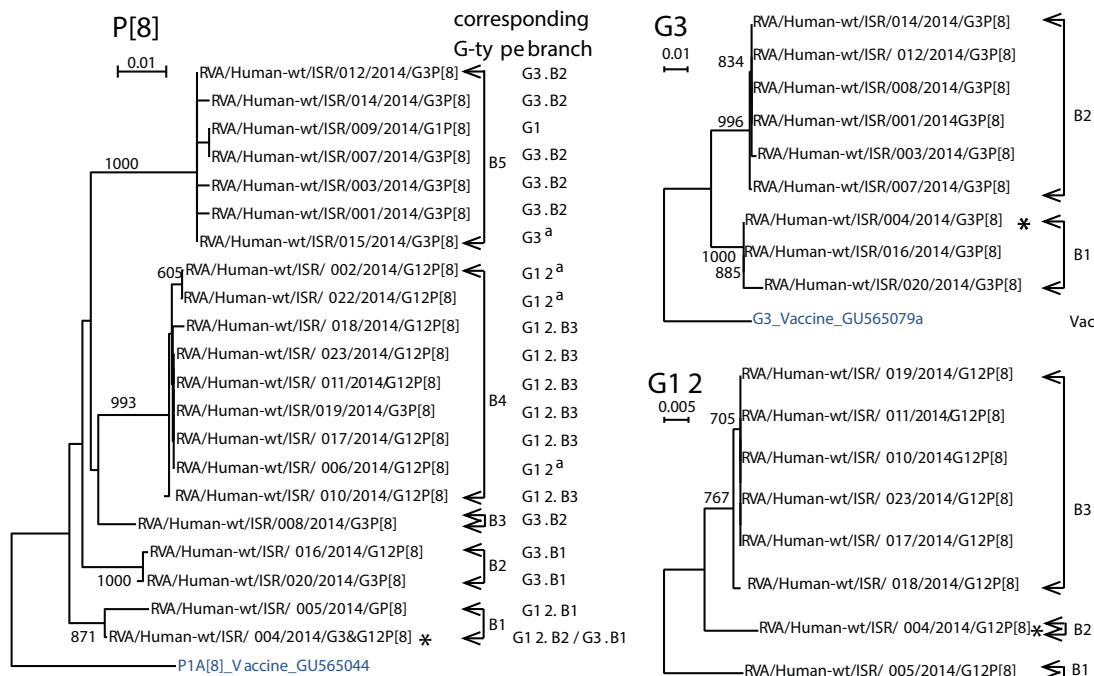 P[8]
corresponding
G-ty pe branch
0.01
RVA/Human-wt/ISR/012/2014/G3P[8] G3.B2
RVA/Human-wt/ISR/014/2014/G3P[8] G3.B2
RVA/Human-wt/ISR/009/2014/G1P[8] G1
RVA/Human-wt/ISR/007/2014/G3P[8] G3.B2
1000
B5
RVA/Human-wt/ISR/003/2014/G3P[8] G3.B2
RVA/Human-wt/ISR/001/2014/G3P[8] G3.B2
RVA/Human-wt/ISR/015/2014/G3P[8] G3 a
605
RVA/Human-wt/ISR/ 002/2014/G12P[8] G1 2 a
RVA/Human-wt/ISR/ 022/2014/G12P[8] G1 2 a
RVA/Human-wt/ISR/ 018/2014/G12P[8] G1 2. B3
RVA/Human-wt/ISR/ 023/2014/G12P[8] G1 2. B3
RVA/Human-wt/ISR/ 011/2014/G12P[8] G1 2. B3
993
B4
RVA/Human-wt/ISR/019/2014/G3P[8] G1 2. B3
RVA/Human-wt/ISR/ 017/2014/G12P[8] G1 2. B3
RVA/Human-wt/ISR/ 006/2014/G12P[8] G1 2 a
RVA/Human-wt/ISR/ 010/2014/G12P[8] G1 2. B3
RVA/Human-wt/ISR/008/2014/G3P[8] B3 G3.B2
RVA/Human-wt/ISR/ 016/2014/G12P[8] G3.B1
B2
1000
RVA/Human-wt/ISR/020/2014/G3P[8] G3.B1
RVA/Human-wt/ISR/ 005/2014/GP[8] G1 2. B1
B1
871
RVA/Human-wt/ISR/ 004/2014/G3&G12P[8] * G1 2. B2 / G3.B1
P1A[8]_V accine_GU565044
G3
0.01
RVA/Human-wt/ISR/014/2014/G3P[8]
834
RVA/Human-wt/ISR/ 012/2014/G3P[8]
RVA/Human-wt/ISR/008/2014/G3P[8]
996
RVA/Human-wt/ISR/001/2014G3P[8]
B2
RVA/Human-wt/ISR/003/2014/G3P[8]
RVA/Human-wt/ISR/007/2014/G3P[8]
RVA/Human-wt/ISR/004/2014/G3P[8] *
RVA/Human-wt/ISR/016/2014/G3P[8] B1
1000
885
RVA/Human-wt/ISR/020/2014/G3P[8]
G3_Vaccine_GU565079a Vac
G1 2
0.005
RVA/Human-wt/ISR/ 019/2014/G12P[8]
705
RVA/Human-wt/ISR/ 011/2014/G12P[8]
RVA/Human-wt/ISR/ 010/2014G12P[8]
767
RVA/Human-wt/ISR/ 023/2014/G12P[8]
B3
RVA/Human-wt/ISR/ 017/2014/G12P[8]
RVA/Human-wt/ISR/ 018/2014/G12P[8]
RVA/Human-wt/ISR/ 004/2014/G12P[8] * B2
RVA/Human-wt/ISR/ 005/2014/G12P[8] B1